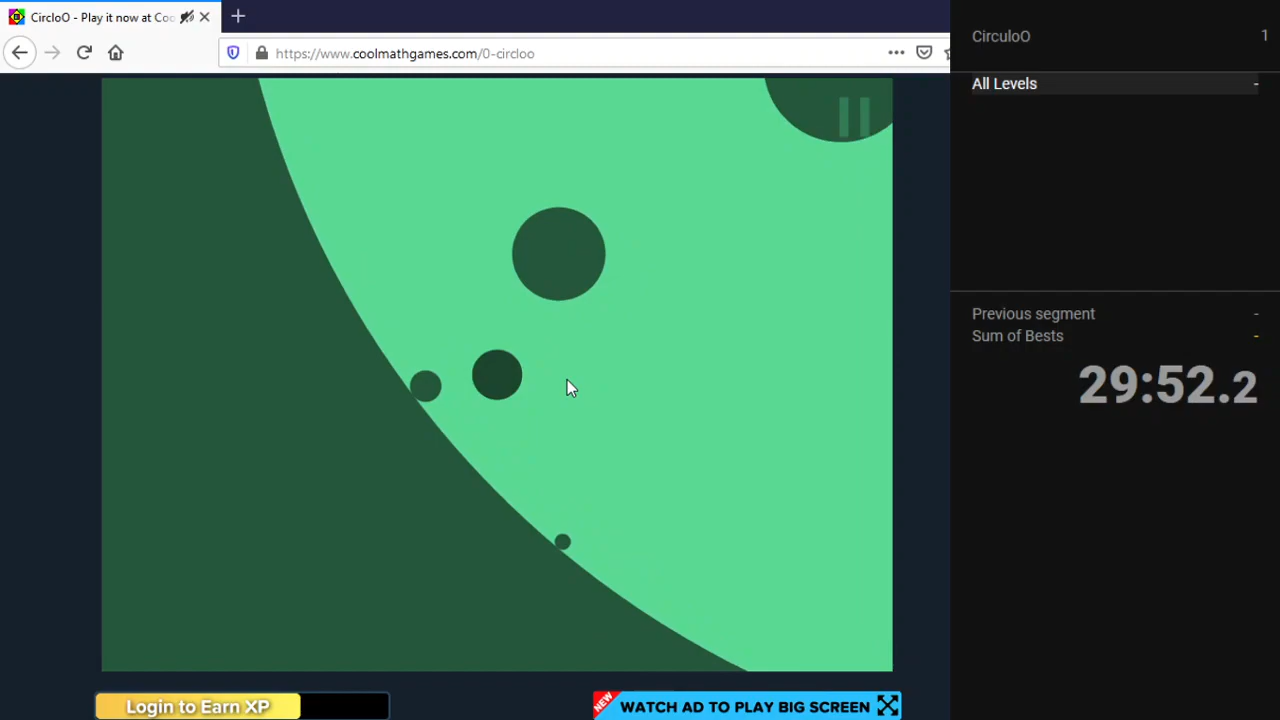 CircloO - Play it now at Coo
https://www.coolmathgames.com/0-circloo
CirculoO 1
All Levels -
Previous segment -
Sum of Bests -
29:52.2
Login to Earn XP
NEW
WATCH AD TO PLAY BIG SCREEN